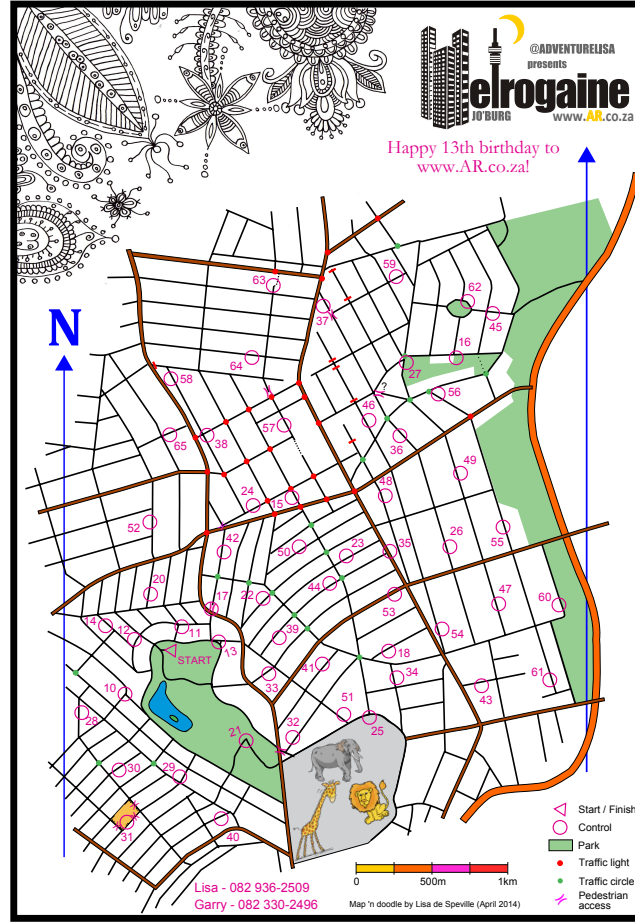 @ADVENTURELISA
presents
Metrogaine
JO'BURG
www.AR.co.za
Happy 13th birthday to
www.AR.co.za!
63
59
62
37
45
64
16
27
58
56
?
57
46
65
38
36
49
24
15
48
52
42
50
23
35
26
55
20
44
22
17
53
47
60
14
12
11
39
54
13
START
41
18
33
34
10
43
61
28
51
32
25
21
30
29
31
40
N
Start / Finish
Control
Park
Traffic light
Traffic circle
Pedestrian
access
0
500m
1km
Lisa - 082 936-2509
Garry - 082 330-2496
Map 'n doodle by Lisa de Speville (April 2014)